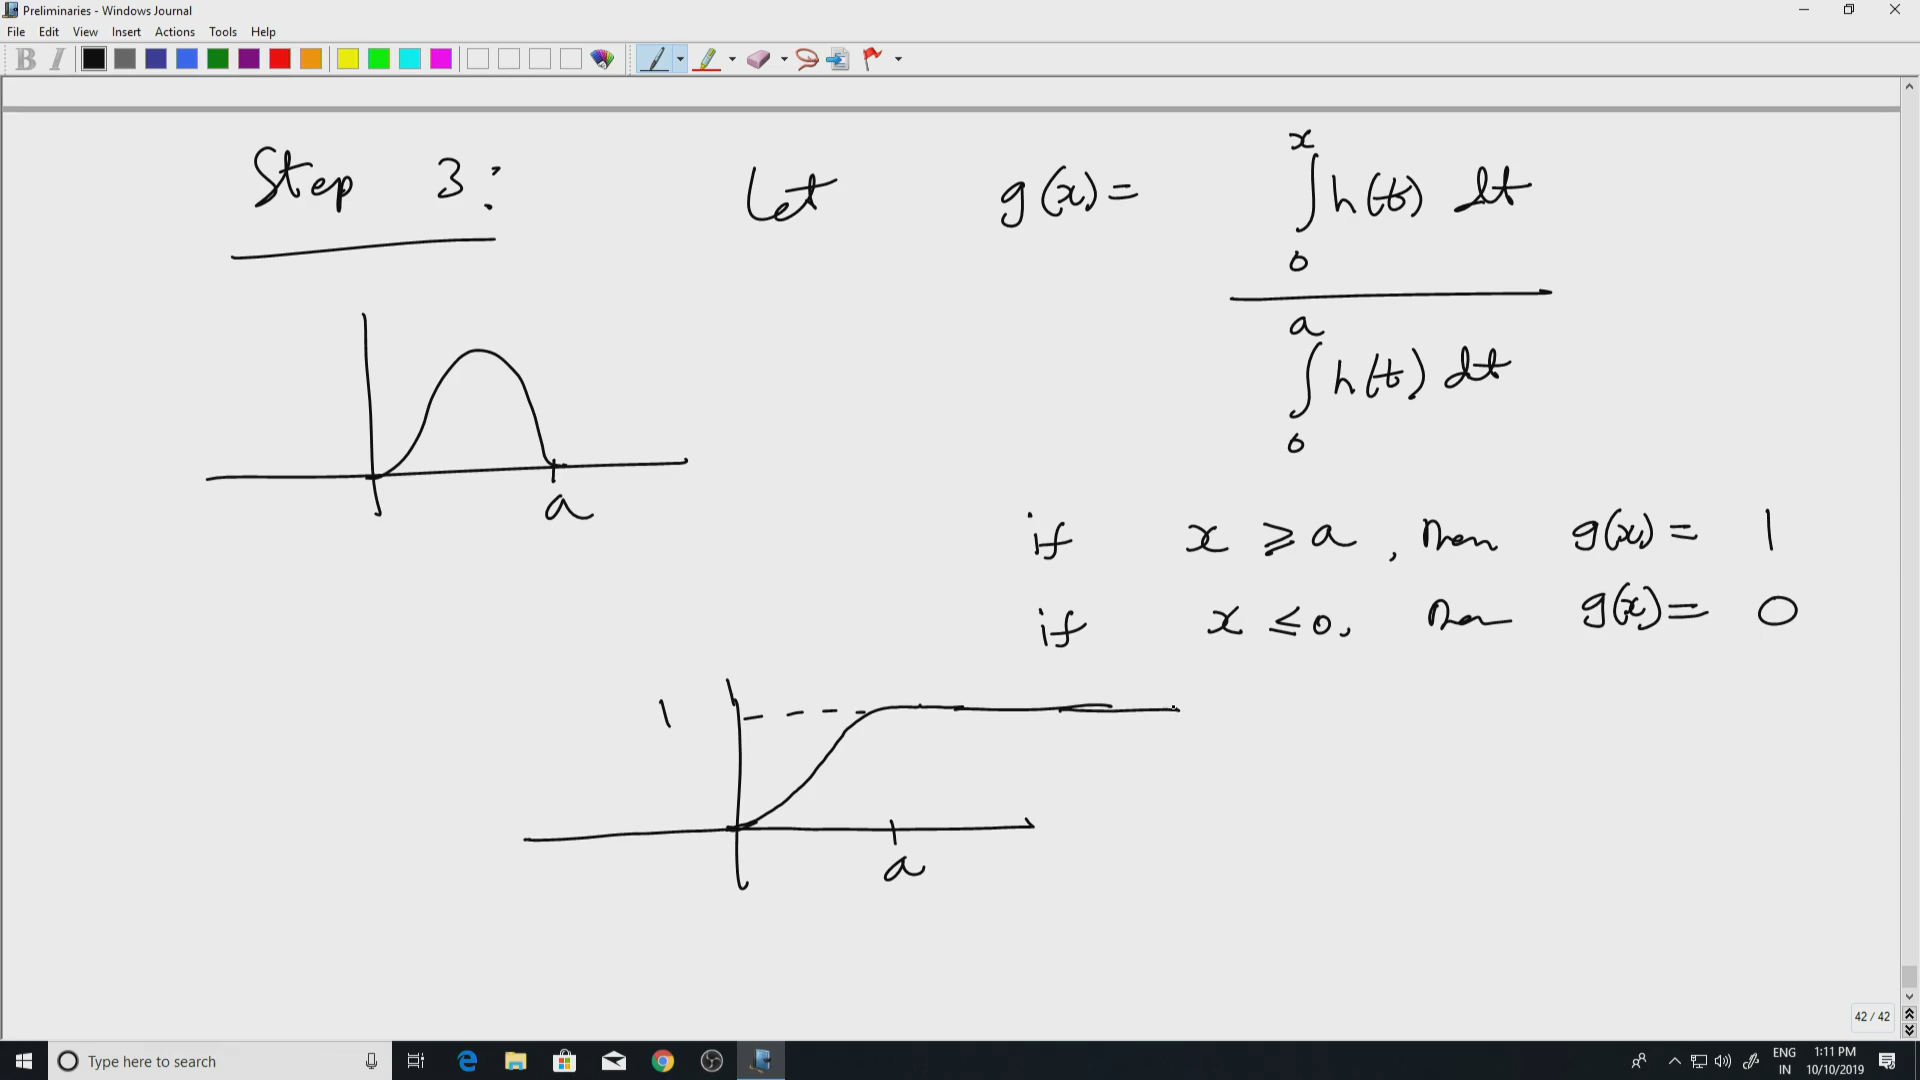 Preliminaries - Windows Journal
File Edit View Insert Actions Tools Help
B I
Step 3: Let g(x) = ∫₀ˣ h(t) dt / ∫₀ᵃ h(t) dt
a
if x ≥ a, then g(x) = 1
if x ≤ 0, then g(x) = 0
1
a
42 / 42
Type here to search
ENG
IN
1:11 PM
10/10/2019